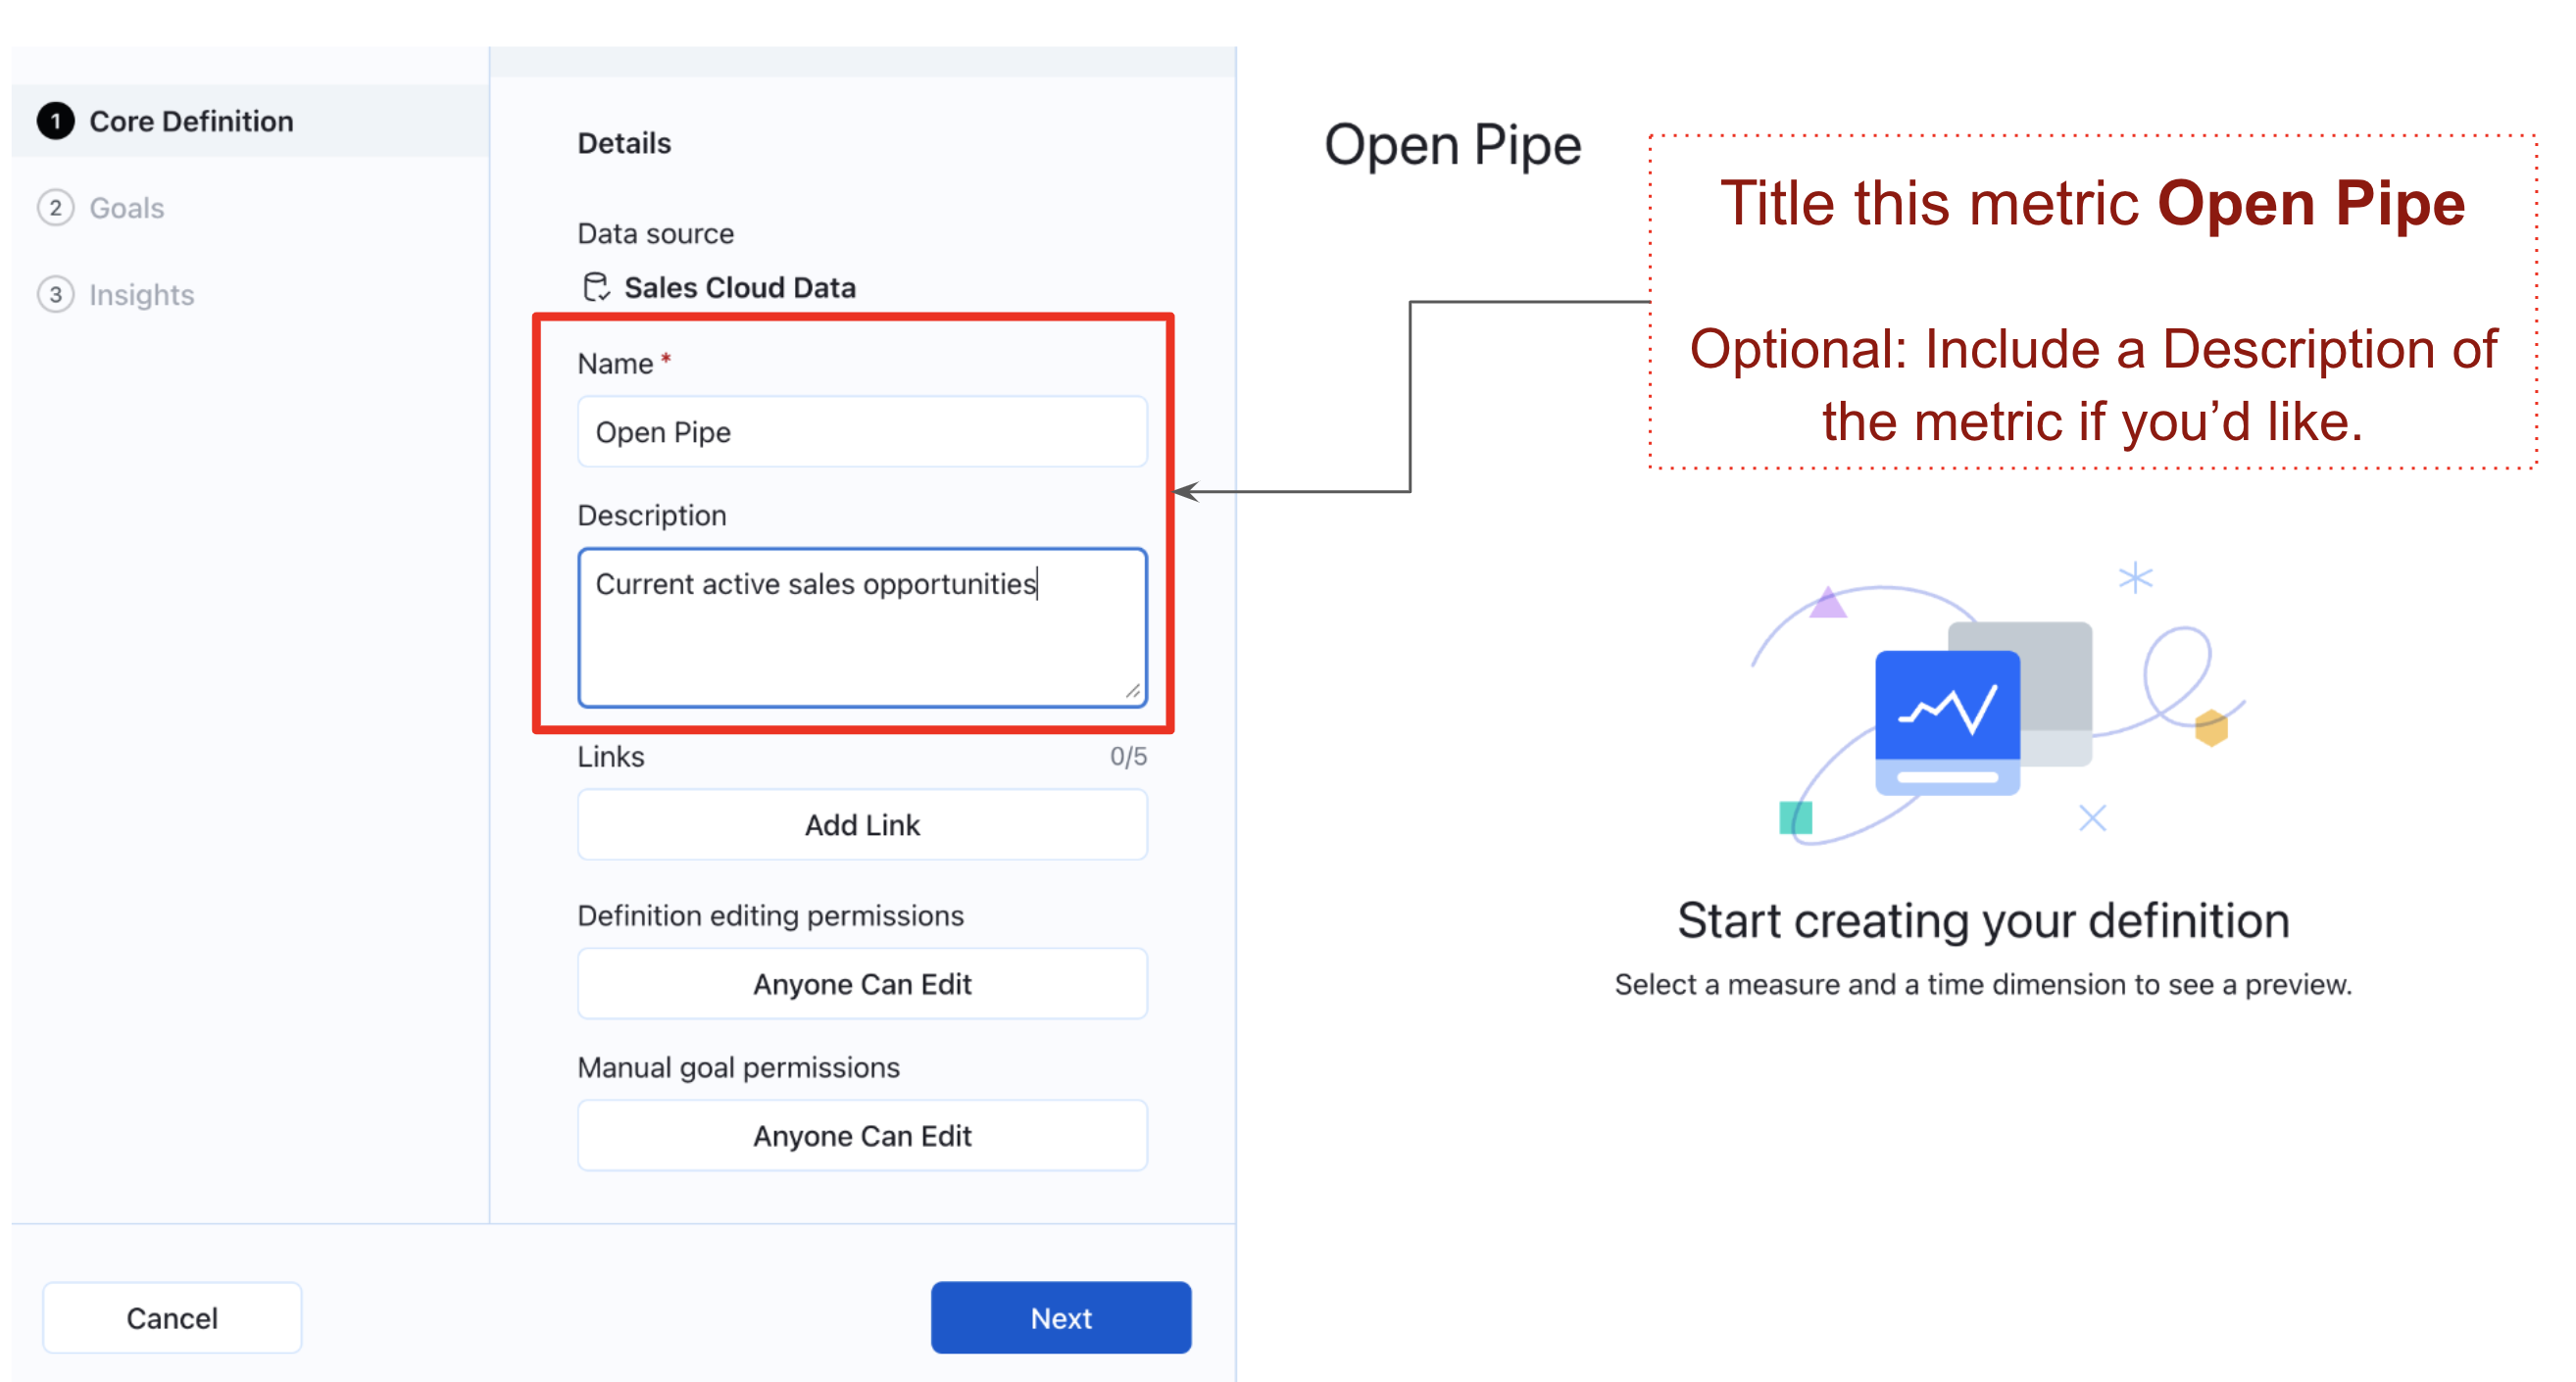 1 Core Definition
2 Goals
3 Insights
Details
Data source
Sales Cloud Data
Name *
Open Pipe
Description
Current active sales opportunities
Links 0/5
Add Link
Definition editing permissions
Anyone Can Edit
Manual goal permissions
Anyone Can Edit
Cancel
Next
Open Pipe
Title this metric Open Pipe
Optional: Include a Description of
the metric if you’d like.
Start creating your definition
Select a measure and a time dimension to see a preview.